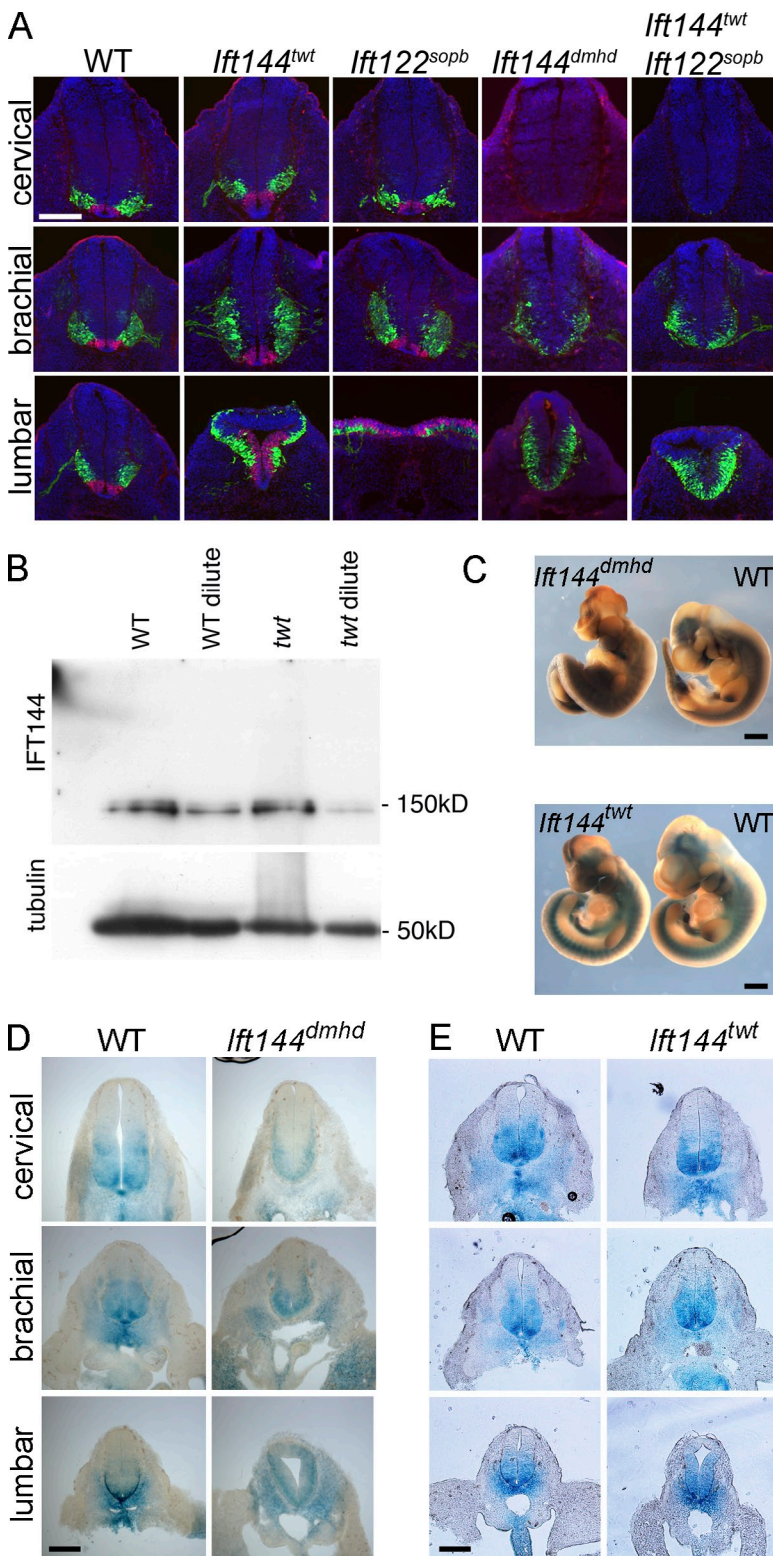 A
WT
Ift144twt
Ift122sopb
Ift144dmhd
Ift144twt
Ift122sopb
cervical
brachial
lumbar
B
WT
WT dilute
twt
twt dilute
IFT144
- 150kD
tubulin
- 50kD
C
Ift144dmhd
WT
Ift144twt
WT
D
WT
Ift144dmhd
cervical
brachial
lumbar
E
WT
Ift144twt